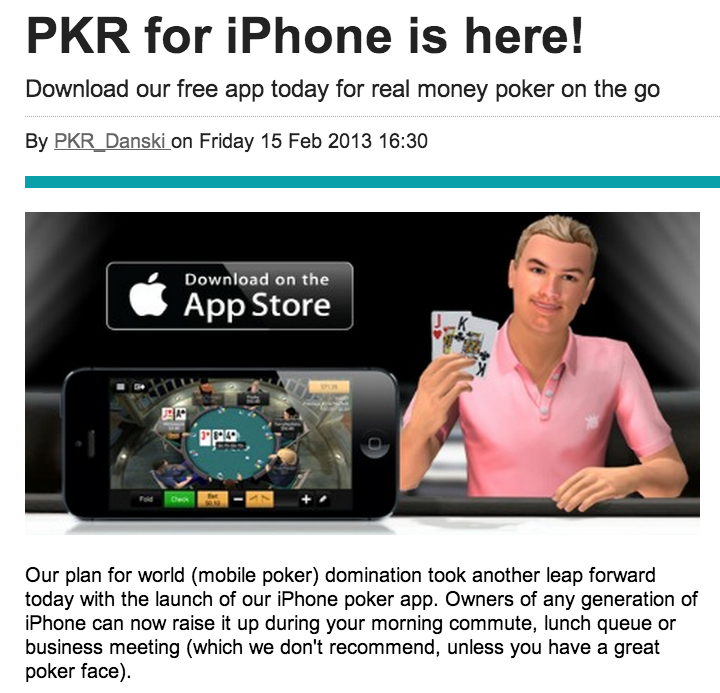 PKR for iPhone is here!
Download our free app today for real money poker on the go
By PKR_Danski on Friday 15 Feb 2013 16:30
Download on the
App Store
J K
K
J A
3
Fold Check Bet
Our plan for world (mobile poker) domination took another leap forward
today with the launch of our iPhone poker app. Owners of any generation of
iPhone can now raise it up during your morning commute, lunch queue or
business meeting (which we don't recommend, unless you have a great
poker face).